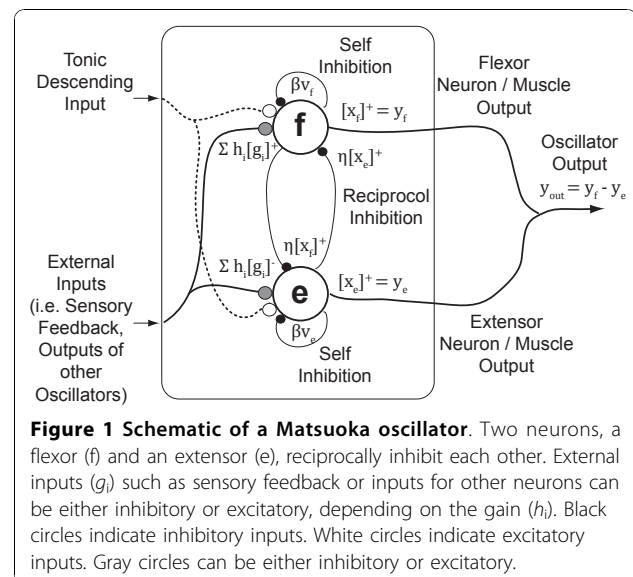 Tonic
Descending
Input
Self
Inhibition
βv_f
f
[x_f]⁺ = y_f
Flexor
Neuron / Muscle
Output
Σ h_i[g_i]⁺
η[x_e]⁺
Oscillator
Output
y_out = y_f - y_e
Reciprocol
Inhibition
External
Inputs
(i.e. Sensory
Feedback,
Outputs of
other
Oscillators)
Σ h_i[g_i]⁻
η[x_f]⁺
e
[x_e]⁺ = y_e
βv_e
Self
Inhibition
Extensor
Neuron / Muscle
Output
Figure 1 Schematic of a Matsuoka oscillator. Two neurons, a
flexor (f) and an extensor (e), reciprocally inhibit each other. External
inputs (g_i) such as sensory feedback or inputs for other neurons can
be either inhibitory or excitatory, depending on the gain (h_i). Black
circles indicate inhibitory inputs. White circles indicate excitatory
inputs. Gray circles can be either inhibitory or excitatory.